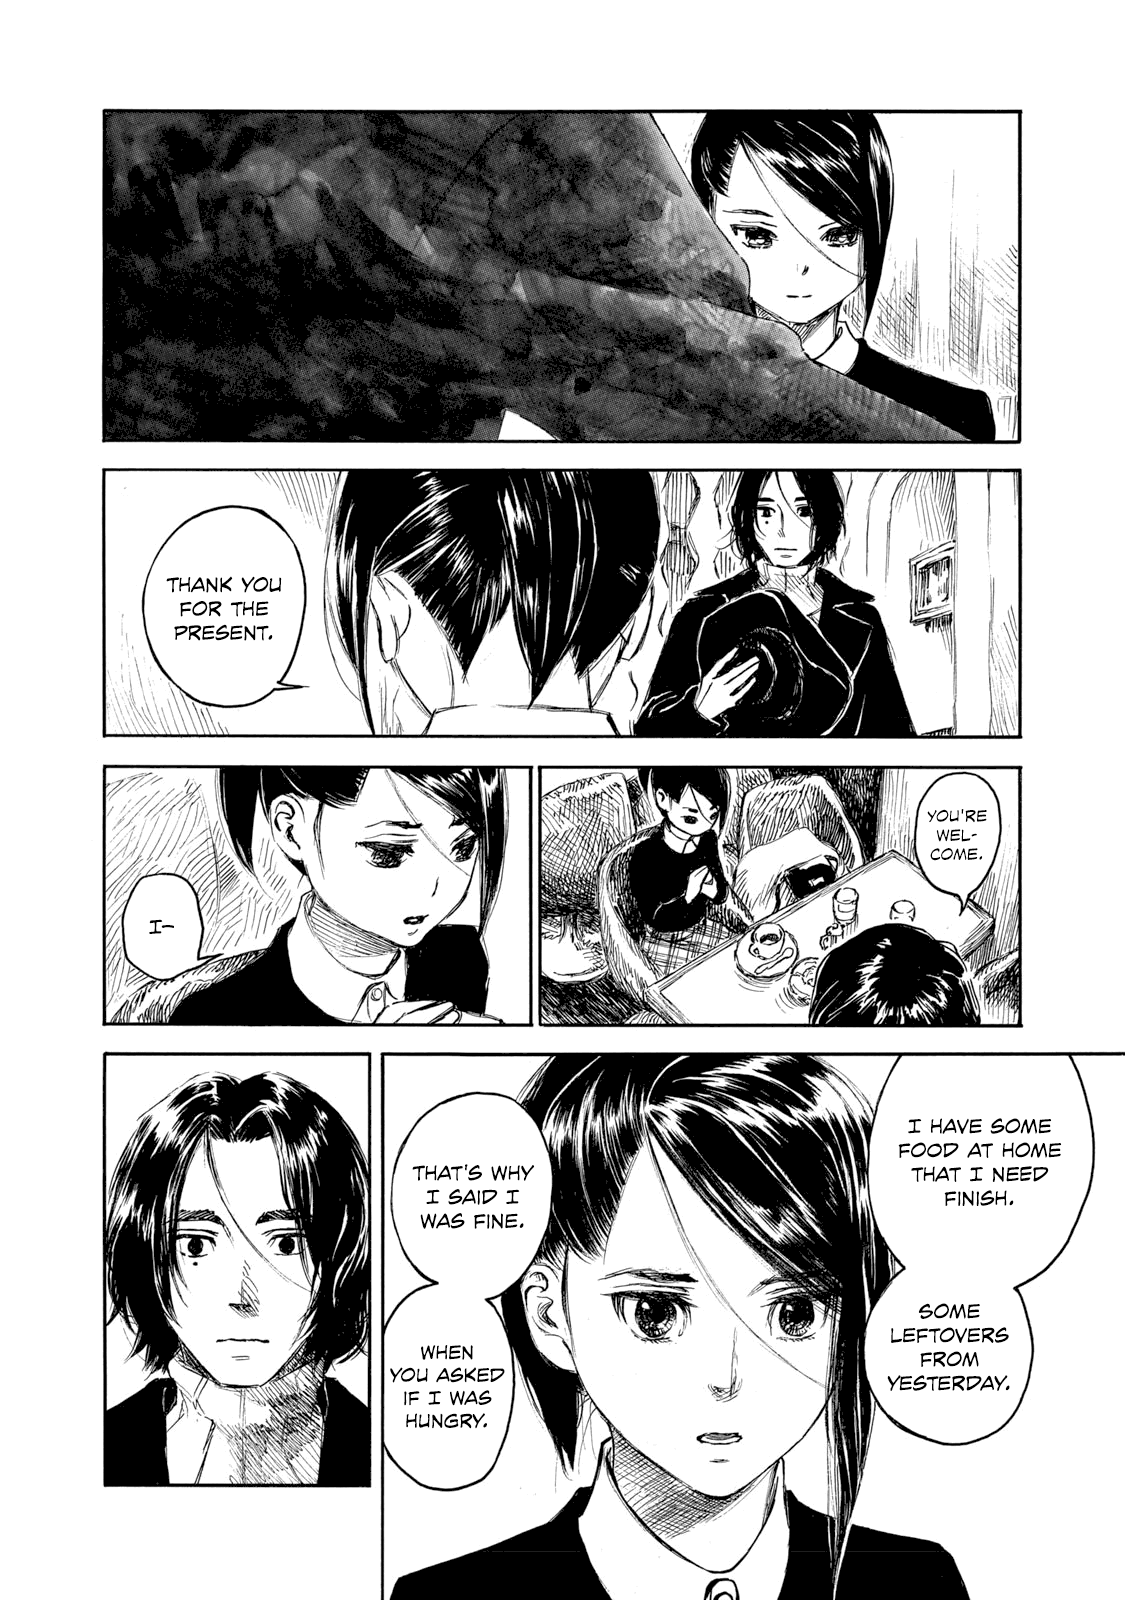 THANK YOU
FOR THE
PRESENT.
YOU'RE
WEL-
COME.
I-
I HAVE SOME
FOOD AT HOME
THAT I NEED
FINISH.
SOME
LEFTOVERS
FROM
YESTERDAY.
THAT'S WHY
I SAID I
WAS FINE.
WHEN
YOU ASKED
IF I WAS
HUNGRY.